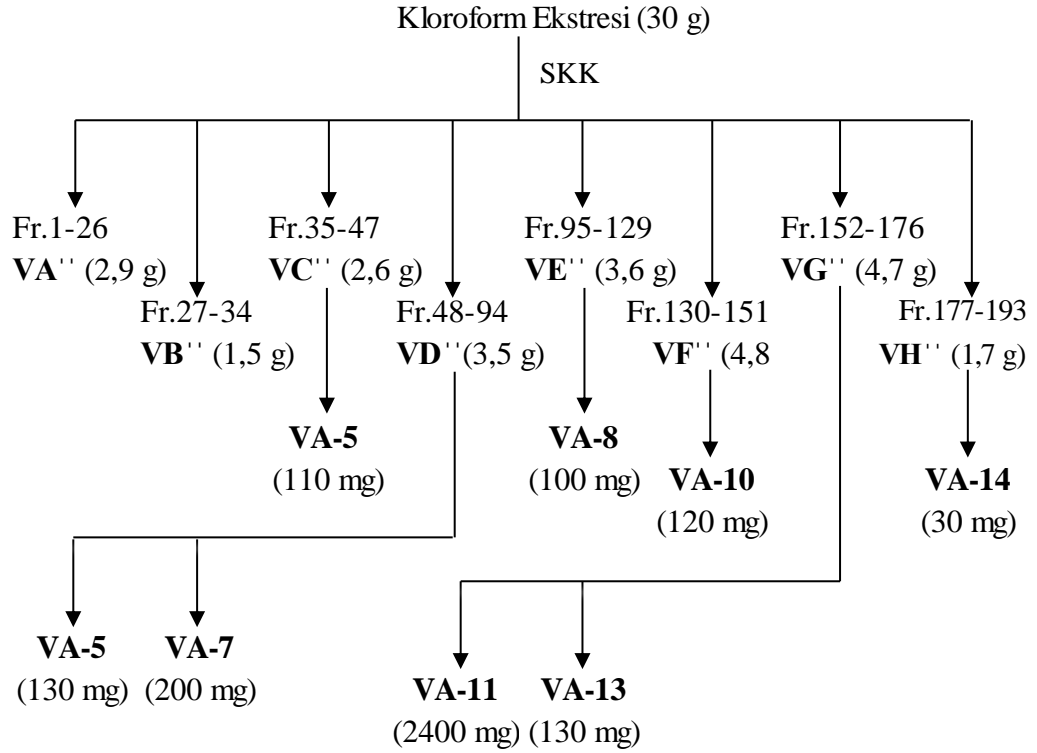 Kloroform Ekstresi (30 g)
SKK
Fr.1-26
VA'' (2,9 g)
Fr.27-34
VB'' (1,5 g)
Fr.35-47
VC'' (2,6 g)
Fr.48-94
VD'' (3,5 g)
Fr.95-129
VE'' (3,6 g)
Fr.130-151
VF'' (4,8
Fr.152-176
VG'' (4,7 g)
Fr.177-193
VH'' (1,7 g)
VA-5
(110 mg)
VA-8
(100 mg)
VA-10
(120 mg)
VA-14
(30 mg)
VA-5
(130 mg)
VA-7
(200 mg)
VA-11
(2400 mg)
VA-13
(130 mg)